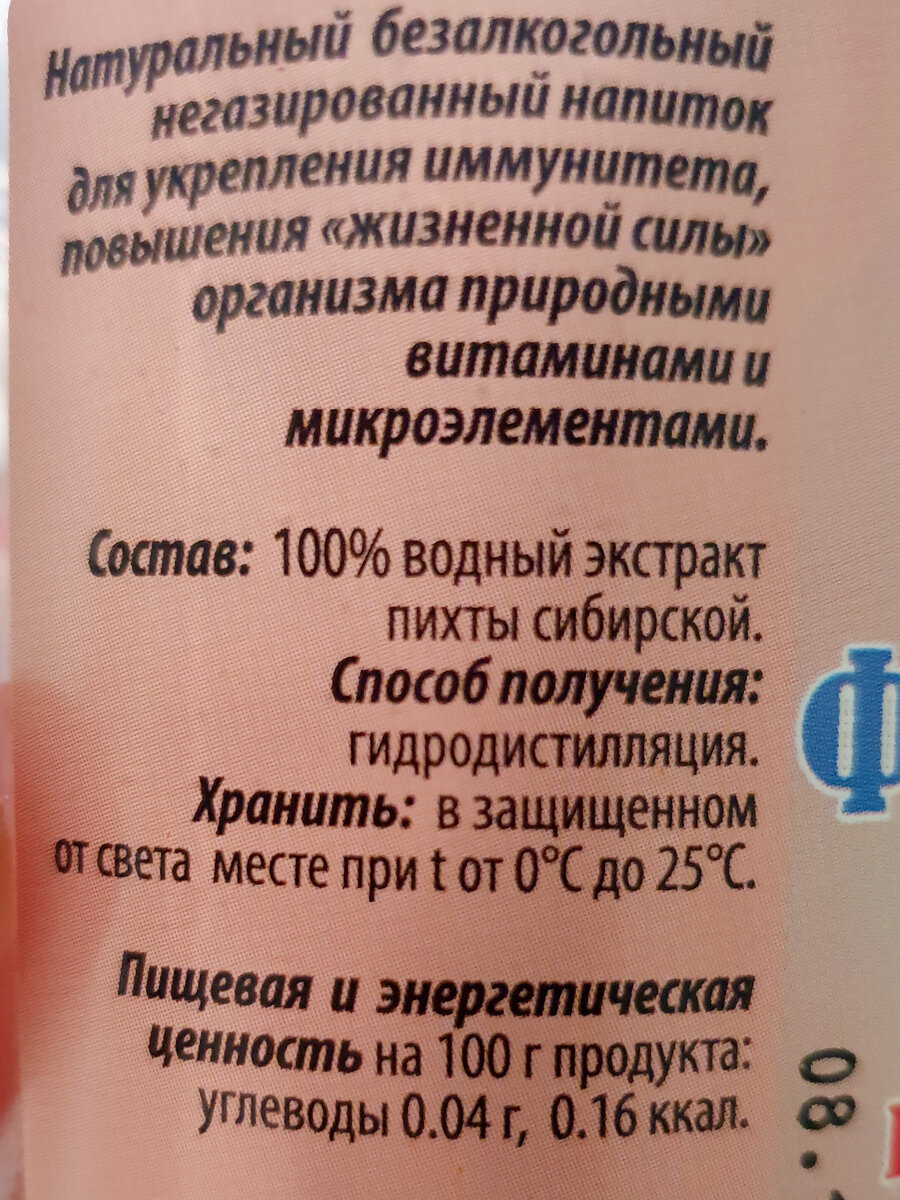 Натуральный безалкогольный
негазированный напиток
для укрепления иммунитета,
повышения «жизненной силы»
организма природными
витаминами и
микроэлементами.
Состав: 100% водный экстракт
пихты сибирской.
Способ получения:
гидродистилляция.
Хранить: в защищенном
от света месте при t от 0°С до 25°С.
Пищевая и энергетическая
ценность на 100 г продукта:
углеводы 0.04 г, 0.16 ккал.
Ф
08.